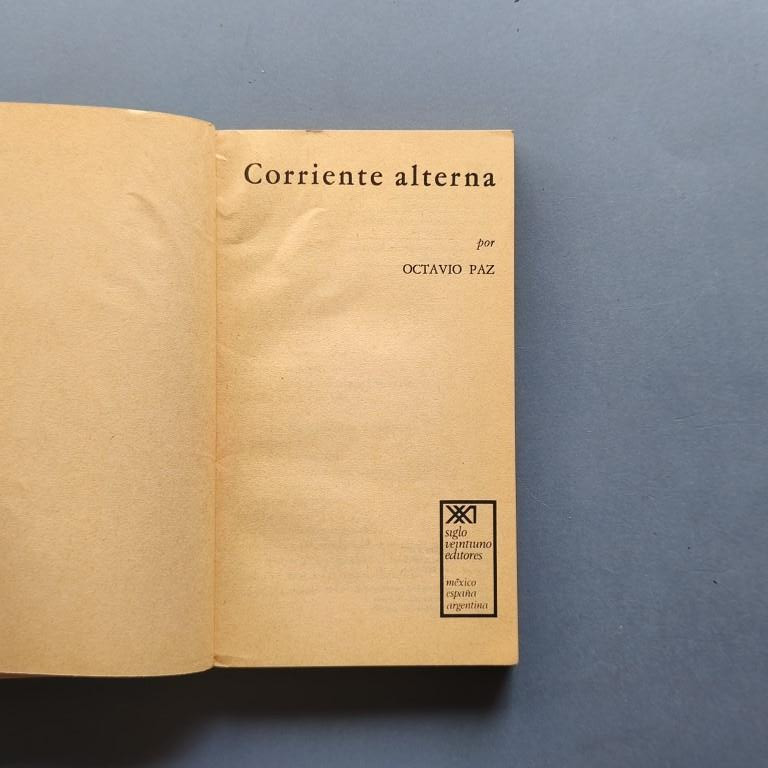 Corriente alterna
por
OCTAVIO PAZ
XXI
siglo
veintiuno
editores
méxico
españa
argentina